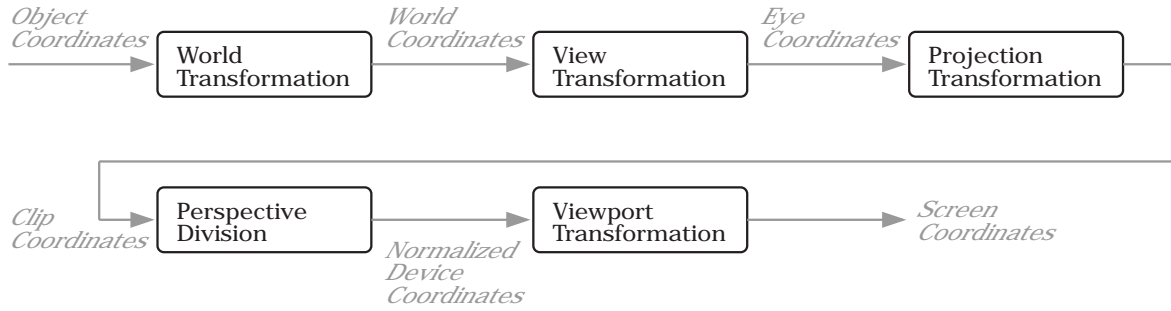 Object
Coordinates
World
Transformation
World
Coordinates
View
Transformation
Eye
Coordinates
Projection
Transformation
Clip
Coordinates
Perspective
Division
Normalized
Device
Coordinates
Viewport
Transformation
Screen
Coordinates